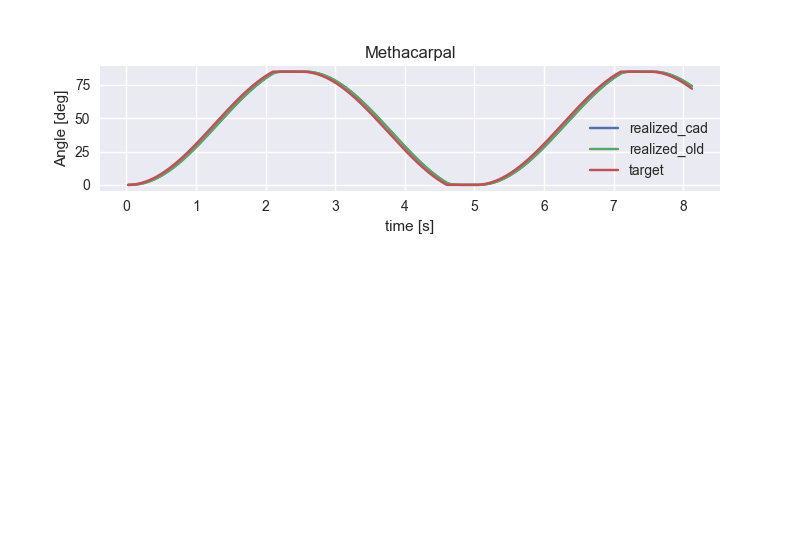 Methacarpal
Angle [deg]
75
50
25
0
realized_cad
realized_old
target
0 1 2 3 4 5 6 7 8
time [s]